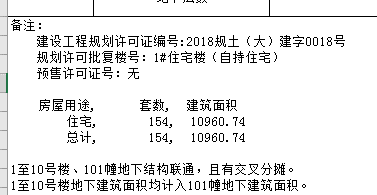 备注:
建设工程规划许可证编号:2018规土（大）建字0018号
规划许可批复楼号: 1#住宅楼（自持住宅）
预售许可证号: 无
房屋用途, 套数, 建筑面积
住宅, 154, 10960.74
总计, 154, 10960.74
1至10号楼、101幢地下结构联通，且有交叉分摊。
1至10号楼地下建筑面积均计入101幢地下建筑面积。